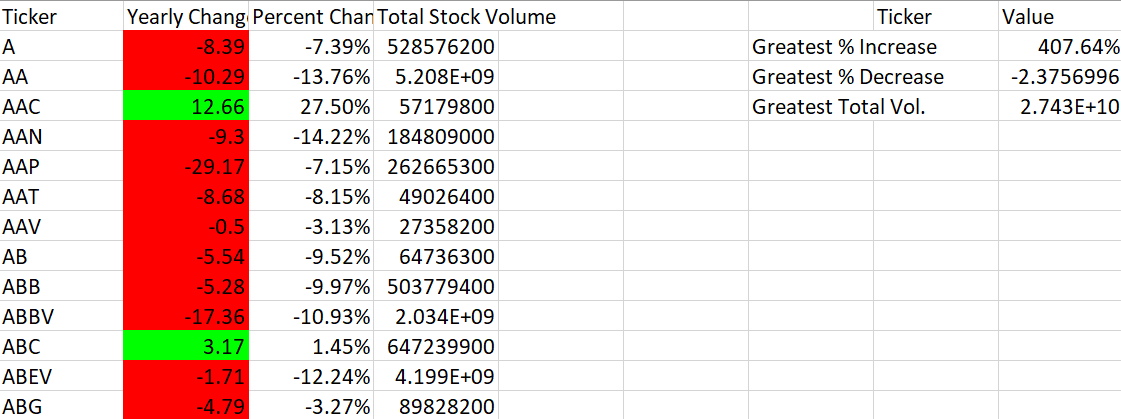 Ticker Yearly Chang Percent Chan Total Stock Volume Ticker Value
A -8.39 -7.39% 528576200 Greatest % Increase 407.64%
AA -10.29 -13.76% 5.208E+09 Greatest % Decrease -2.3756996
AAC 12.66 27.50% 57179800 Greatest Total Vol. 2.743E+10
AAN -9.3 -14.22% 184809000
AAP -29.17 -7.15% 262665300
AAT -8.68 -8.15% 49026400
AAV -0.5 -3.13% 27358200
AB -5.54 -9.52% 64736300
ABB -5.28 -9.97% 503779400
ABBV -17.36 -10.93% 2.034E+09
ABC 3.17 1.45% 647239900
ABEV -1.71 -12.24% 4.199E+09
ABG -4.79 -3.27% 89828200